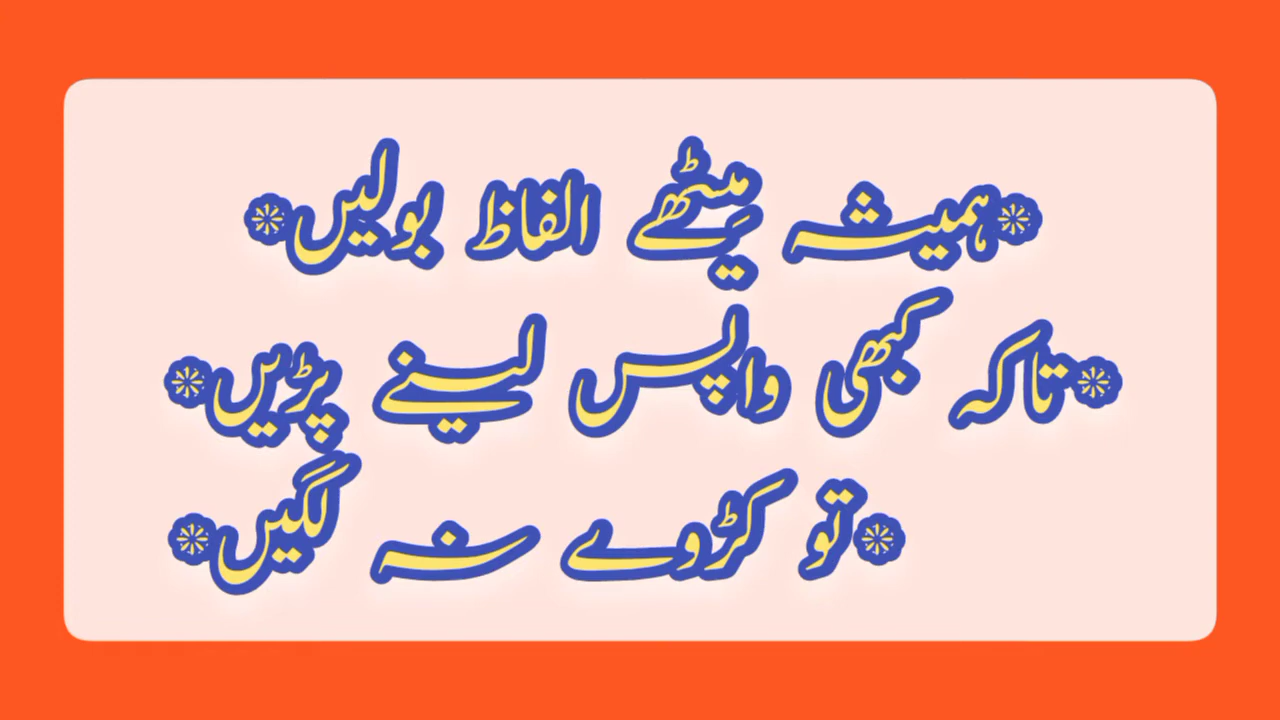 *ہمیشہ میٹھے الفاظ بولیں*
*تاکہ کبھی واپس لینے پڑیں*
*تو کڑوے نہ لگیں*